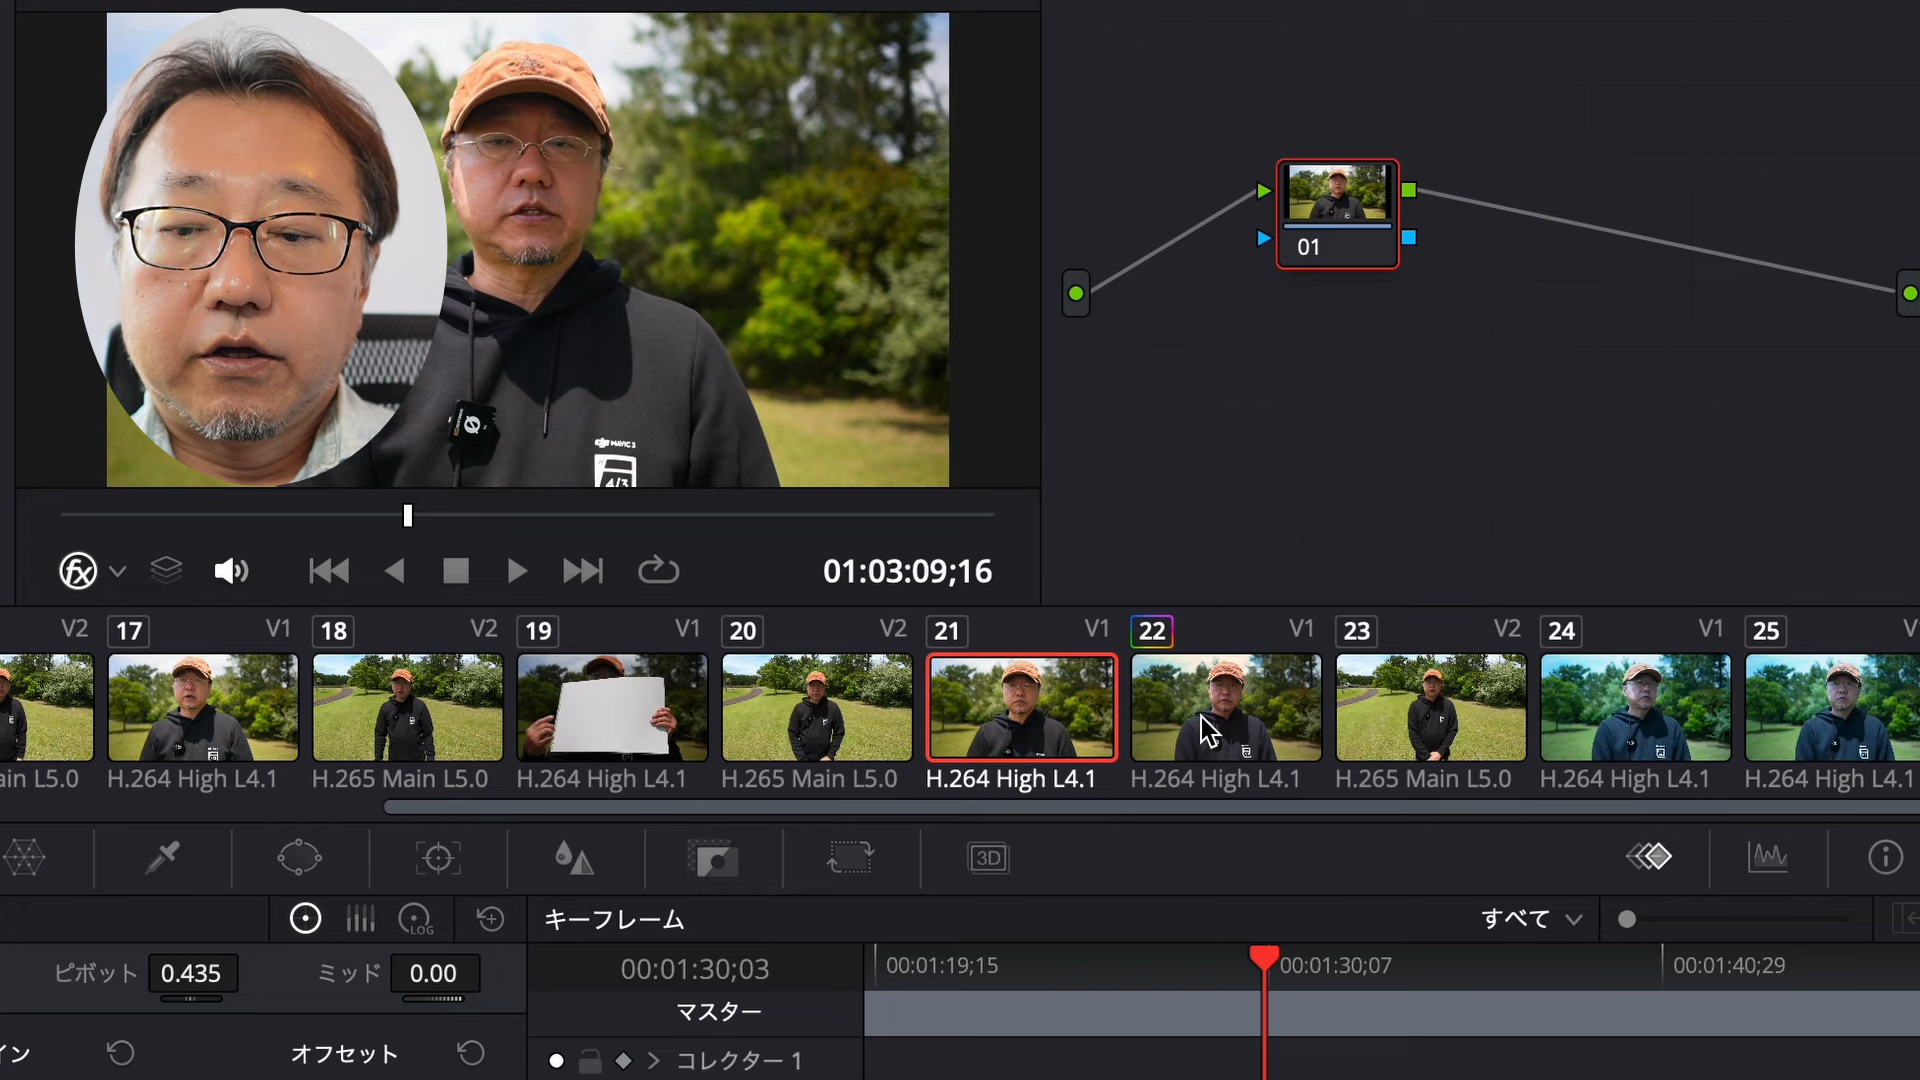 MAVIC 3
4/3
01
fx
01:03:09;16
V2
17 V1
18 V2
19 V1
20 V2
21 V1
22 V1
23 V2
24 V1
25
ain L5.0
H.264 High L4.1
H.265 Main L5.0
H.264 High L4.1
H.265 Main L5.0
H.264 High L4.1
H.264 High L4.1
H.265 Main L5.0
H.264 High L4.1
H.264 High L4.1
3D
LOG
キーフレーム
すべて
ピボット 0.435 ミッド 0.00
00:01:30;03
00:01:19;15
00:01:30;07
00:01:40;29
マスター
イン
オフセット
コレクター 1